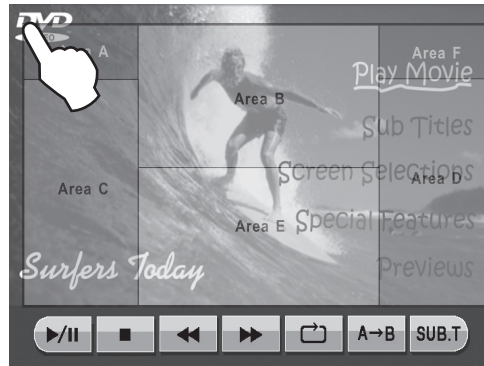 DVD
Area A
Area F
Play Movie
Area B
Sub Titles
Screen Selections
Area C
Area D
Area E
Special Features
Surfers Today
Previews
▶/II ■ ◀◀ ▶▶ A→B SUB.T